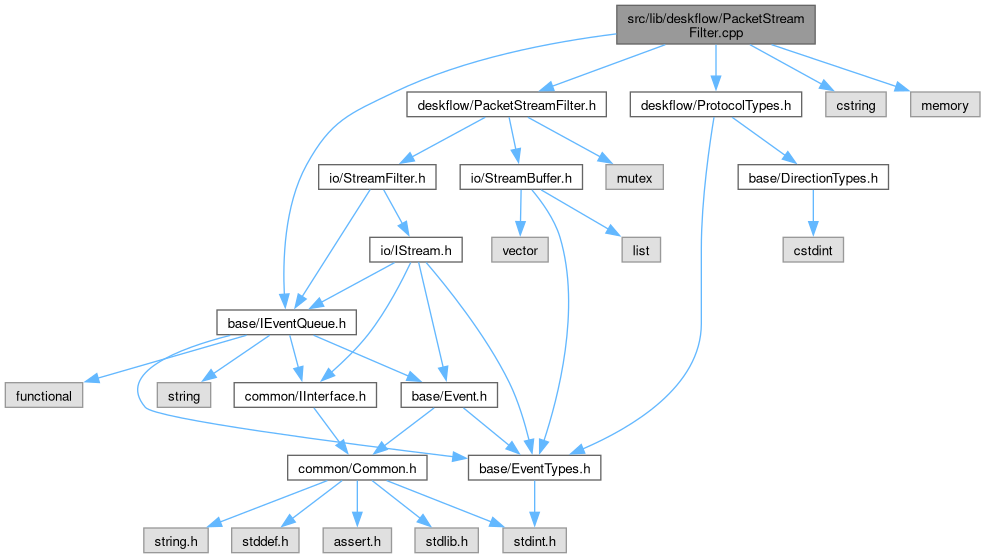 src/lib/deskflow/PacketStream
Filter.cpp
deskflow/PacketStreamFilter.h
deskflow/ProtocolTypes.h
cstring
memory
io/StreamFilter.h
io/StreamBuffer.h
mutex
base/DirectionTypes.h
io/IStream.h
vector
list
cstdint
base/IEventQueue.h
functional
string
common/IInterface.h
base/Event.h
common/Common.h
base/EventTypes.h
string.h
stddef.h
assert.h
stdlib.h
stdint.h